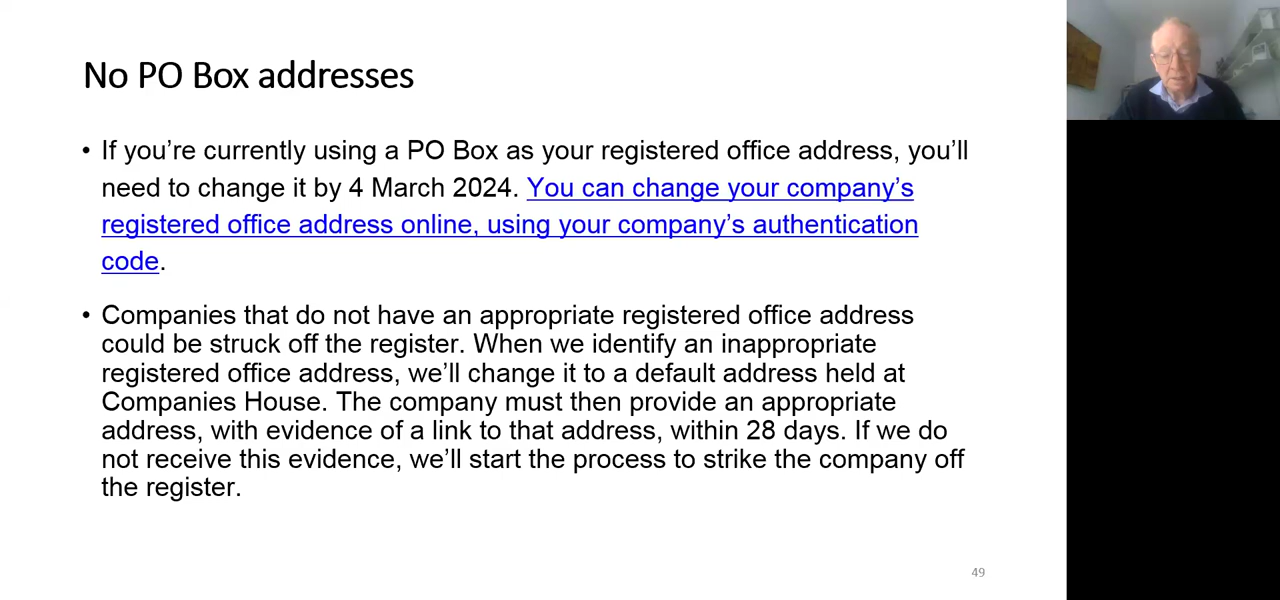 No PO Box addresses
• If you’re currently using a PO Box as your registered office address, you’ll
need to change it by 4 March 2024. You can change your company’s
registered office address online, using your company’s authentication
code.
• Companies that do not have an appropriate registered office address
could be struck off the register. When we identify an inappropriate
registered office address, we’ll change it to a default address held at
Companies House. The company must then provide an appropriate
address, with evidence of a link to that address, within 28 days. If we do
not receive this evidence, we’ll start the process to strike the company off
the register.
49